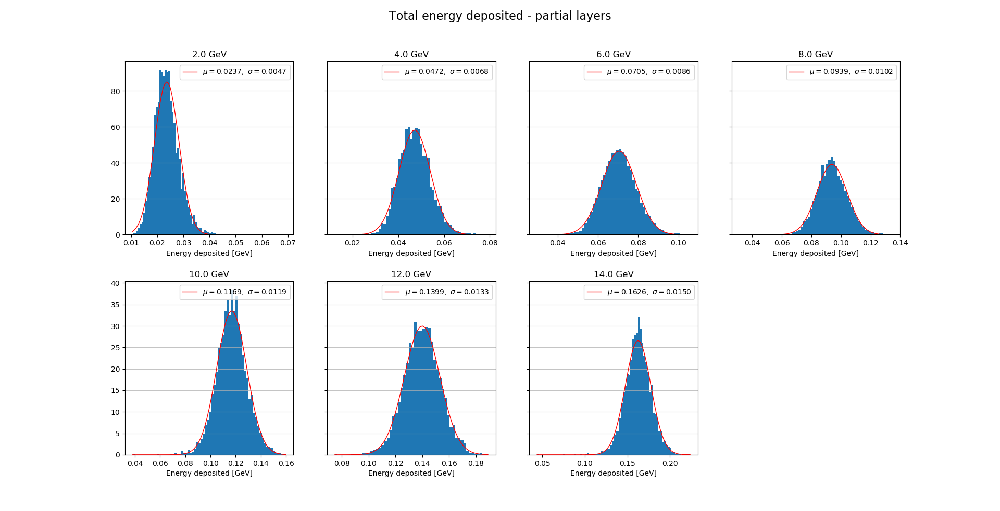 Total energy deposited - partial layers
2.0 GeV
4.0 GeV
6.0 GeV
8.0 GeV
μ = 0.0237, σ = 0.0047
μ = 0.0472, σ = 0.0068
μ = 0.0705, σ = 0.0086
μ = 0.0939, σ = 0.0102
80
60
40
20
0
0.01 0.02 0.03 0.04 0.05 0.06 0.07
0.02 0.04 0.06 0.08
0.04 0.06 0.08 0.10
0.04 0.06 0.08 0.10 0.12 0.14
Energy deposited [GeV]
Energy deposited [GeV]
Energy deposited [GeV]
Energy deposited [GeV]
10.0 GeV
12.0 GeV
14.0 GeV
μ = 0.1169, σ = 0.0119
μ = 0.1399, σ = 0.0133
μ = 0.1626, σ = 0.0150
40
35
30
25
20
15
10
5
0
0.04 0.06 0.08 0.10 0.12 0.14 0.16
0.08 0.10 0.12 0.14 0.16 0.18
0.05 0.10 0.15 0.20
Energy deposited [GeV]
Energy deposited [GeV]
Energy deposited [GeV]